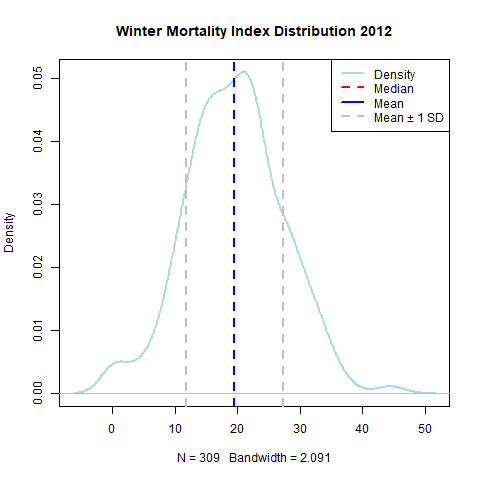 Winter Mortality Index Distribution 2012
Density
Median
Mean
Mean ± 1 SD
Density
0.05
0.04
0.03
0.02
0.01
0.00
0 10 20 30 40 50
N = 309 Bandwidth = 2.091